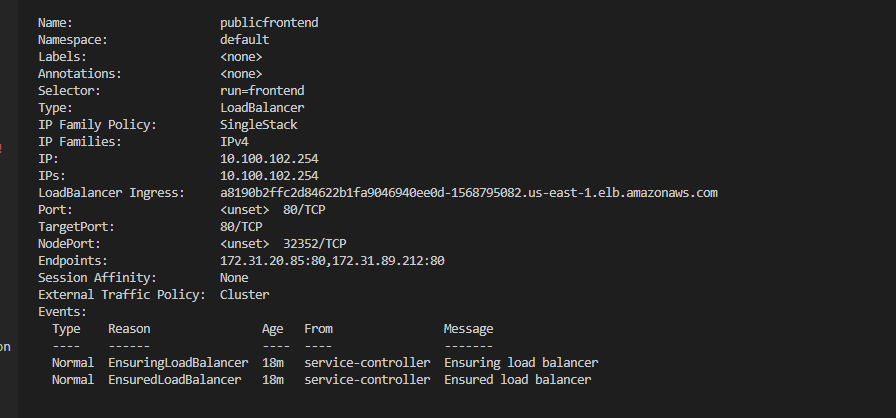 Name:                     publicfrontend
Namespace:                default
Labels:                   <none>
Annotations:              <none>
Selector:                 run=frontend
Type:                     LoadBalancer
IP Family Policy:         SingleStack
IP Families:              IPv4
IP:                       10.100.102.254
IPs:                      10.100.102.254
LoadBalancer Ingress:     a8190b2ffc2d84622b1fa9046940ee0d-1568795082.us-east-1.elb.amazonaws.com
Port:                     <unset>  80/TCP
TargetPort:               80/TCP
NodePort:                 <unset>  32352/TCP
Endpoints:                172.31.20.85:80,172.31.89.212:80
Session Affinity:         None
External Traffic Policy:  Cluster
Events:
on
  Type    Reason                Age   From                Message
  ----    ------                ----  ----                -------
  Normal  EnsuringLoadBalancer  18m   service-controller  Ensuring load balancer
  Normal  EnsuredLoadBalancer   18m   service-controller  Ensured load balancer